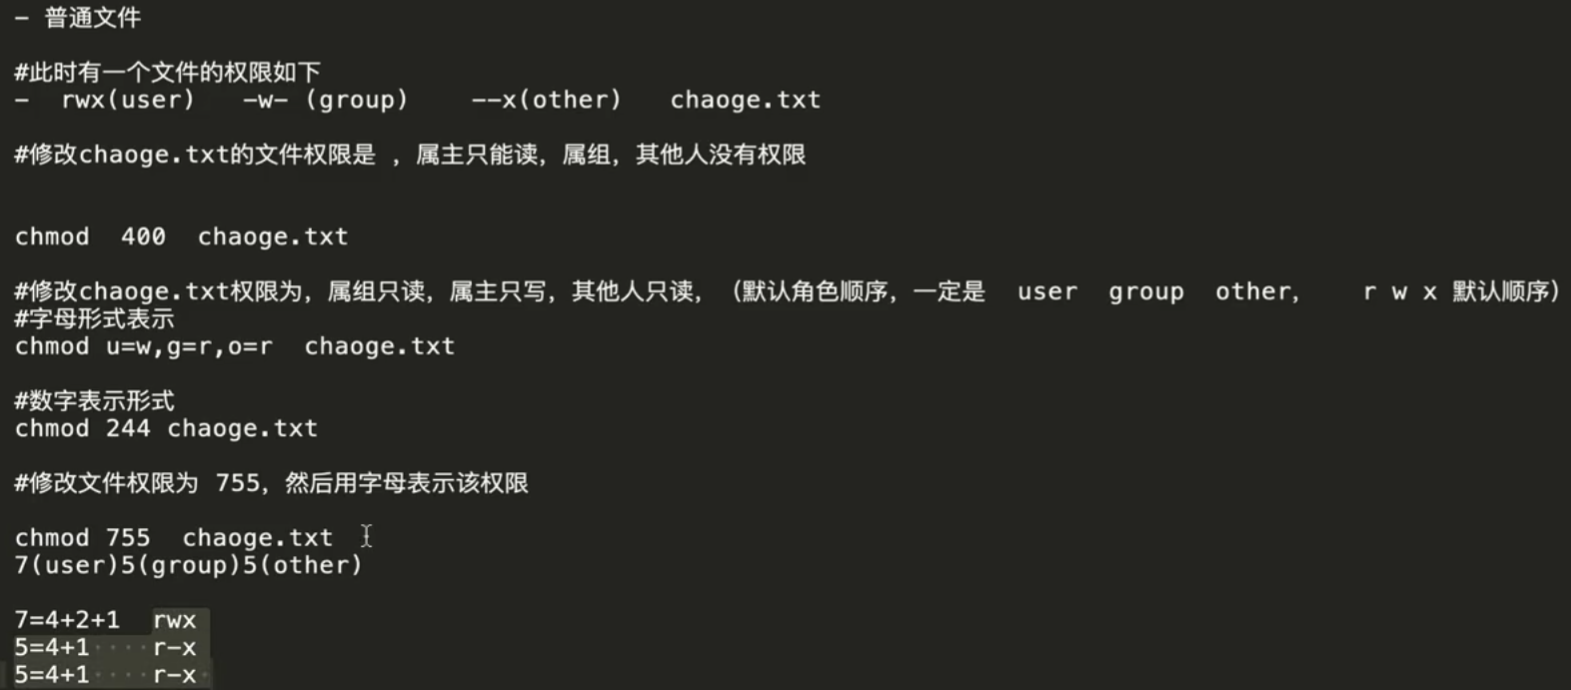 - 普通文件
#此时有一个文件的权限如下
- rwx(user) -w- (group) --x(other) chaoge.txt
#修改chaoge.txt的文件权限是 ，属主只能读，属组，其他人没有权限
chmod 400 chaoge.txt
#修改chaoge.txt权限为，属组只读，属主只写，其他人只读，（默认角色顺序，一定是 user group other， r w x 默认顺序）
#字母形式表示
chmod u=w,g=r,o=r chaoge.txt
#数字表示形式
chmod 244 chaoge.txt
#修改文件权限为 755，然后用字母表示该权限
chmod 755 chaoge.txt
7(user)5(group)5(other)
7=4+2+1 rwx
5=4+1 r-x
5=4+1 r-x